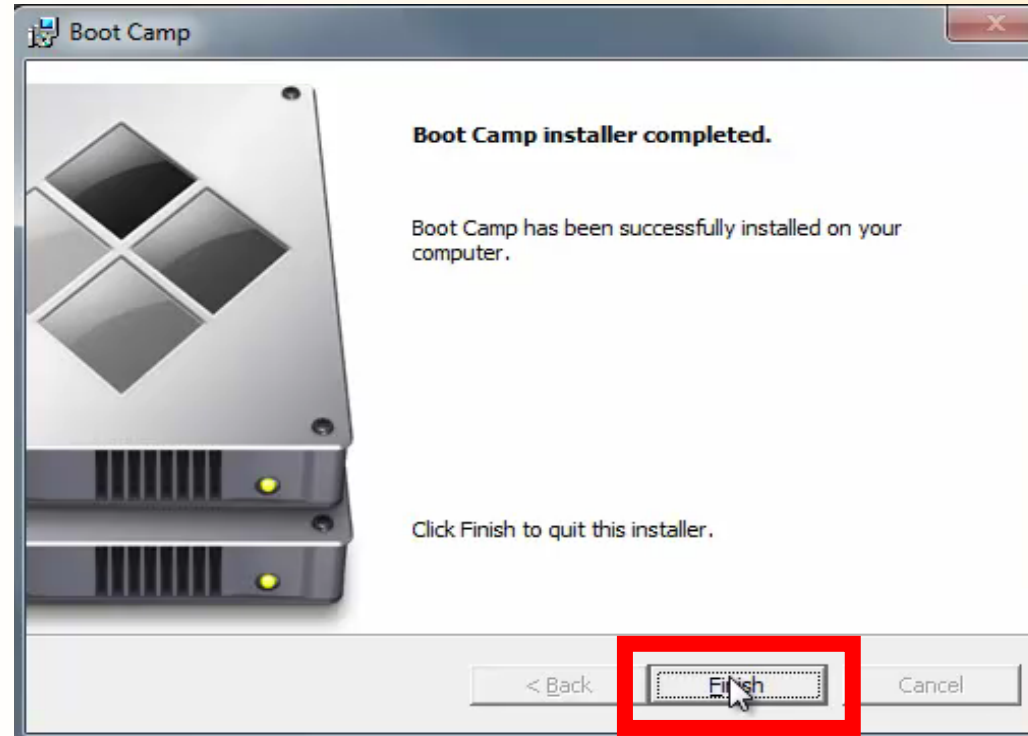 Boot Camp
Boot Camp installer completed.
Boot Camp has been successfully installed on your
computer.
Click Finish to quit this installer.
< Back
Finish
Cancel